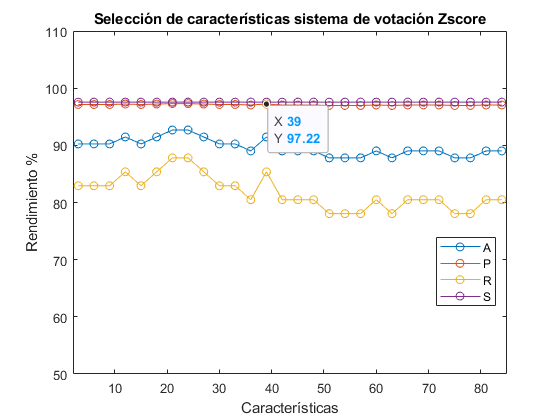 Selección de características sistema de votación Zscore
110
100
90
80
70
60
50
Rendimiento %
X 39
Y 97.22
A
P
R
S
10 20 30 40 50 60 70 80
Características